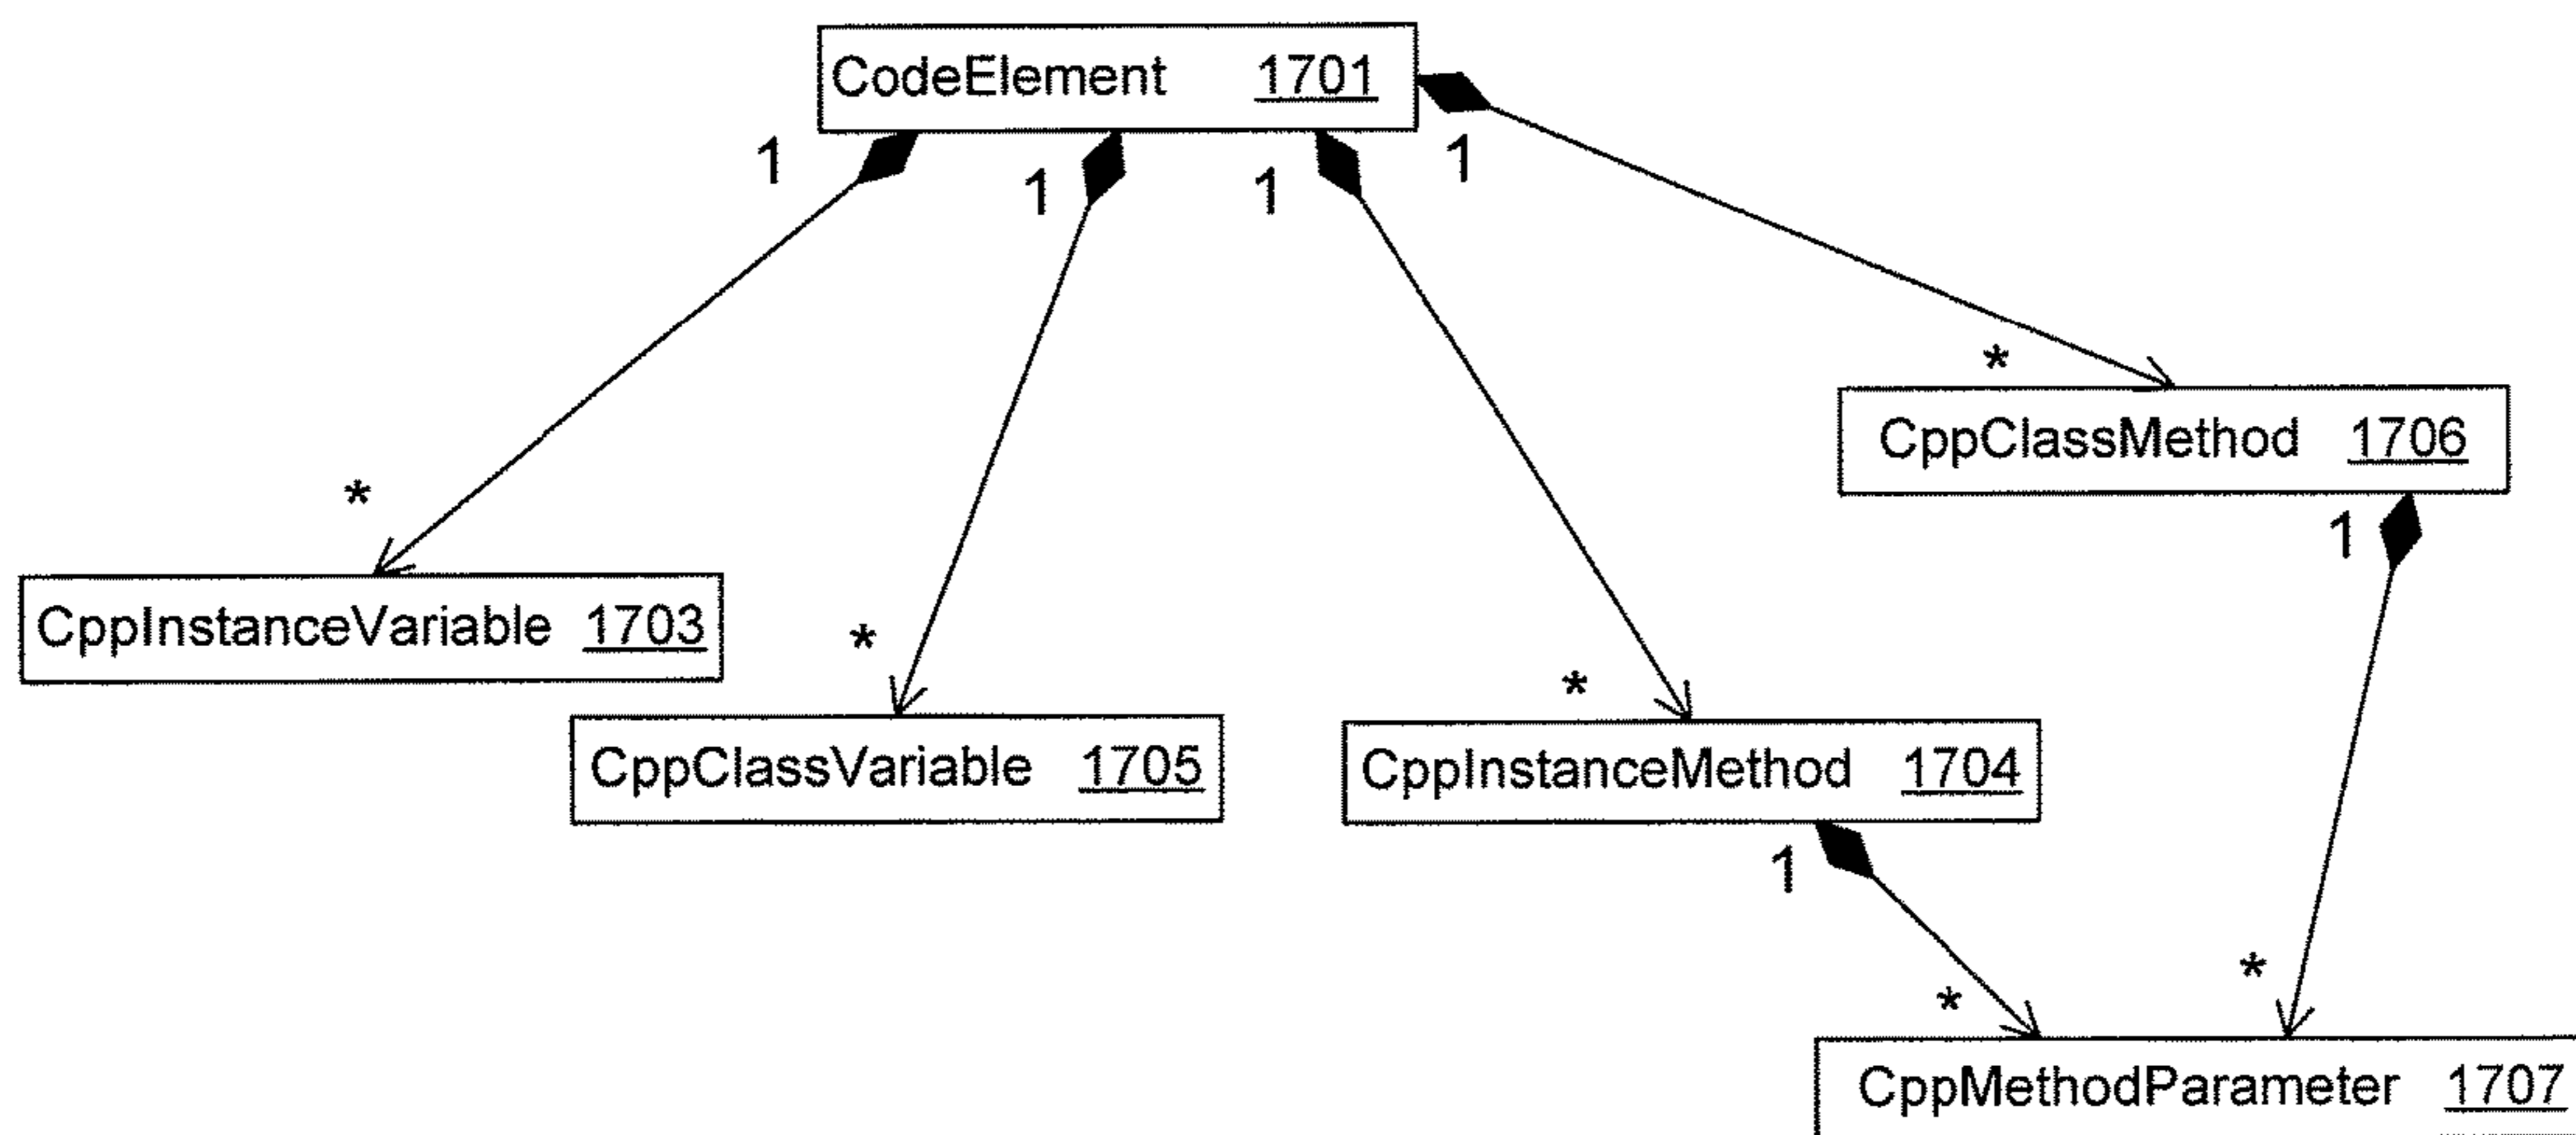 CodeElement 1701
1
1
1
1
*
CppClassMethod 1706
*
1
CppInstanceVariable 1703
*
*
CppClassVariable 1705
CppInstanceMethod 1704
1
*
*
CppMethodParameter 1707